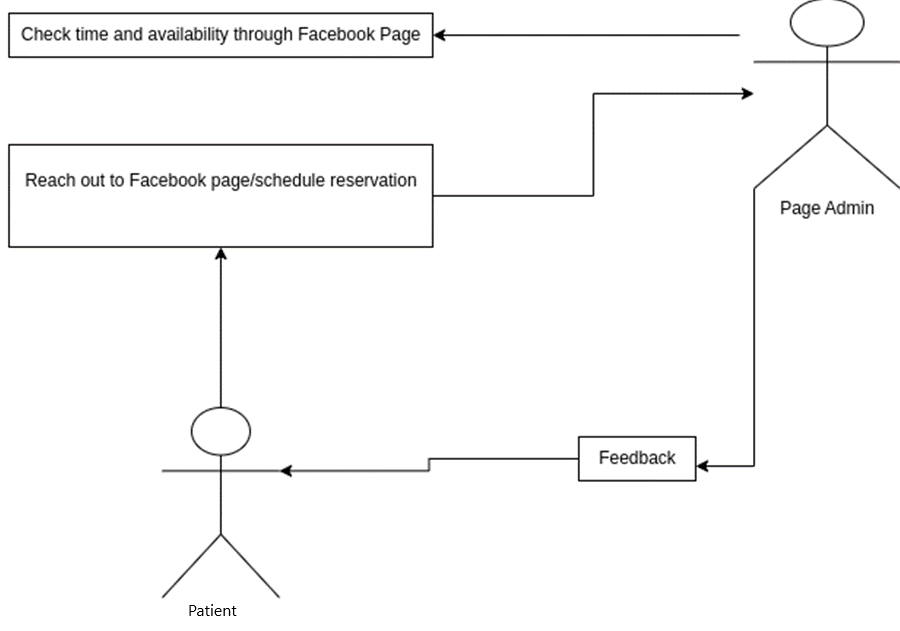 Check time and availability through Facebook Page
Reach out to Facebook page/schedule reservation
Page Admin
Feedback
Patient